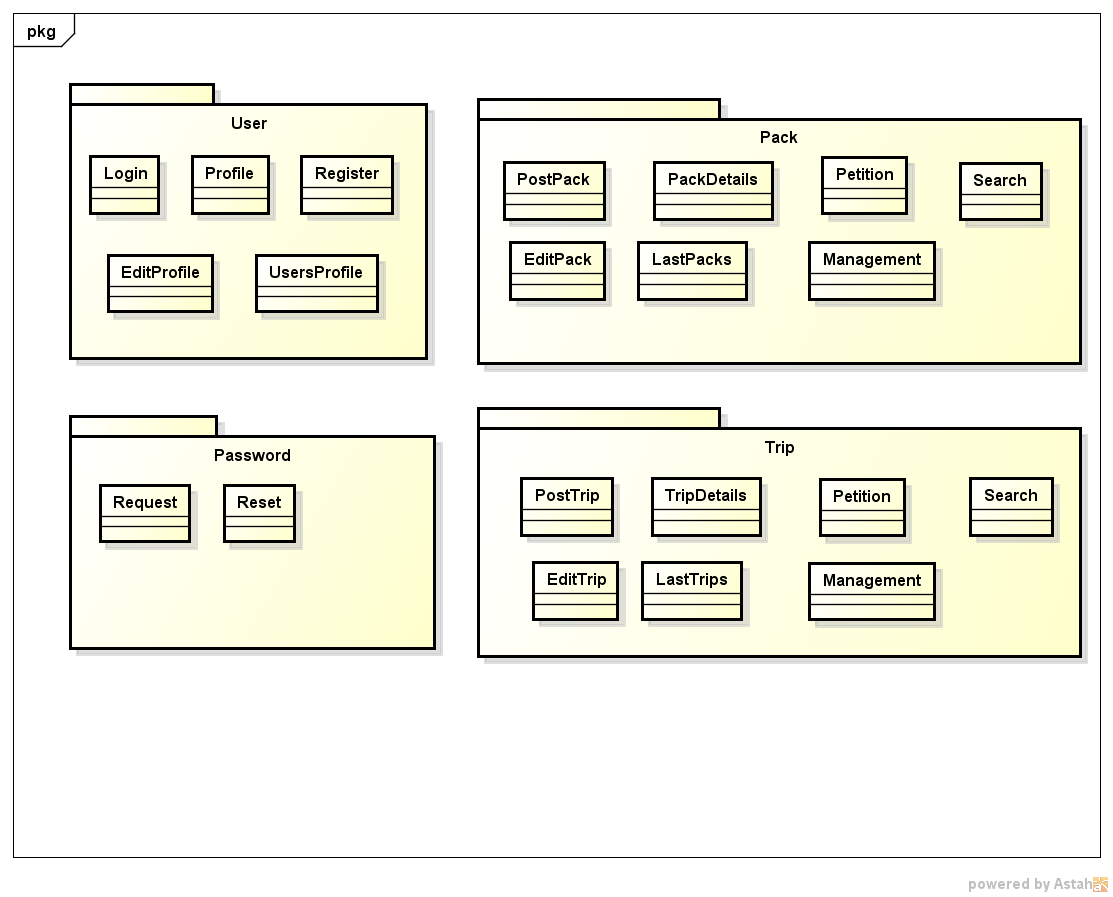 pkg
User
Login
Profile
Register
EditProfile
UsersProfile
Pack
PostPack
PackDetails
Petition
Search
EditPack
LastPacks
Management
Password
Request
Reset
Trip
PostTrip
TripDetails
Petition
Search
EditTrip
LastTrips
Management
powered by Astah